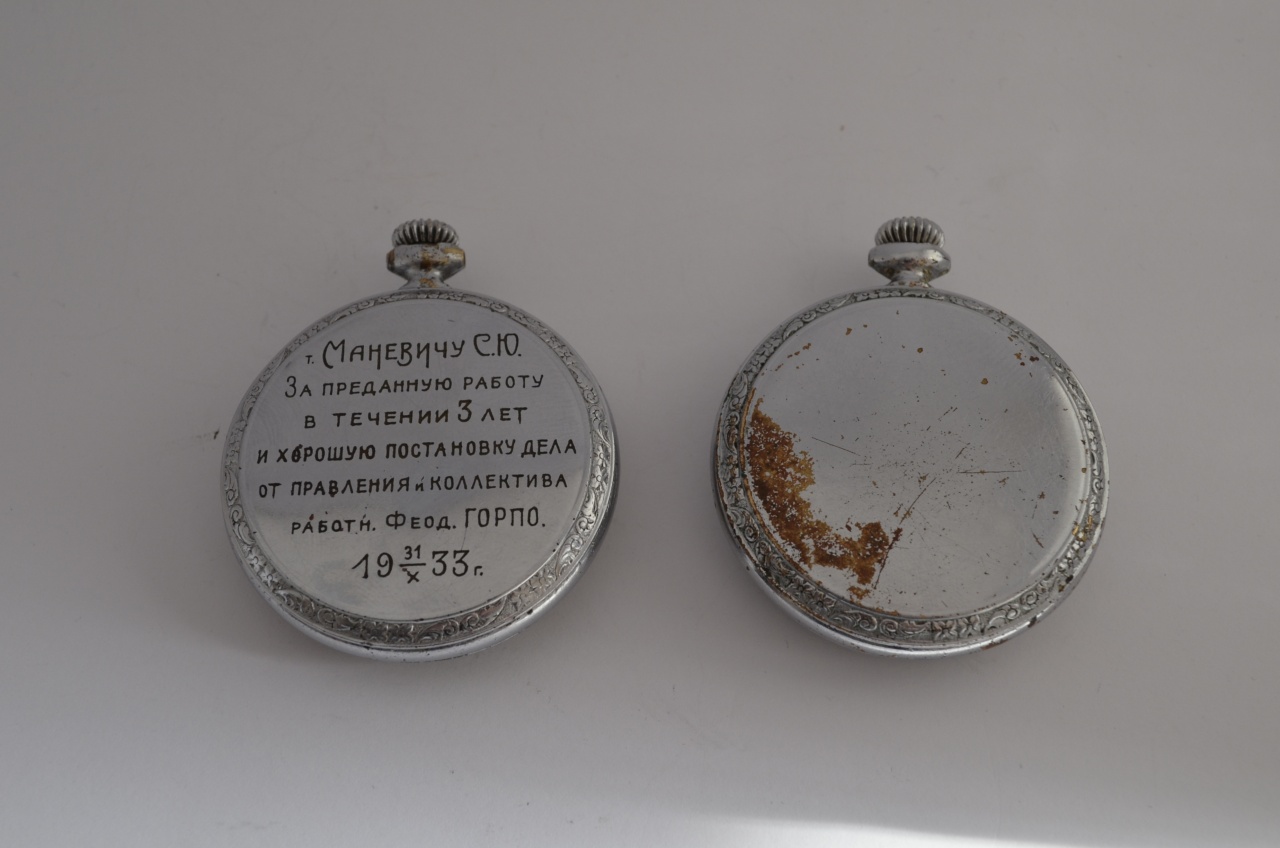 т. Маневичу С.Ю.
За преданную работу
в течении 3 лет
и хорошую постановку дела
от правления и коллектива
работн. Феод. ГОРПО.
19 31/X 33 г.